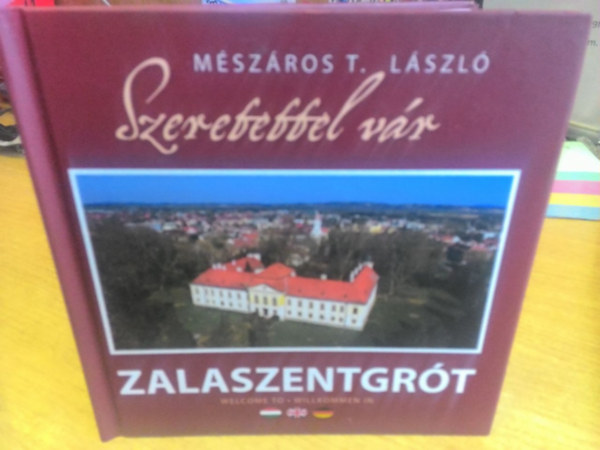 MÉSZÁROS T. LÁSZLÓ
Szeretettel vár
ZALASZENTGRÓT
WELCOME TO • WILLKOMMEN IN